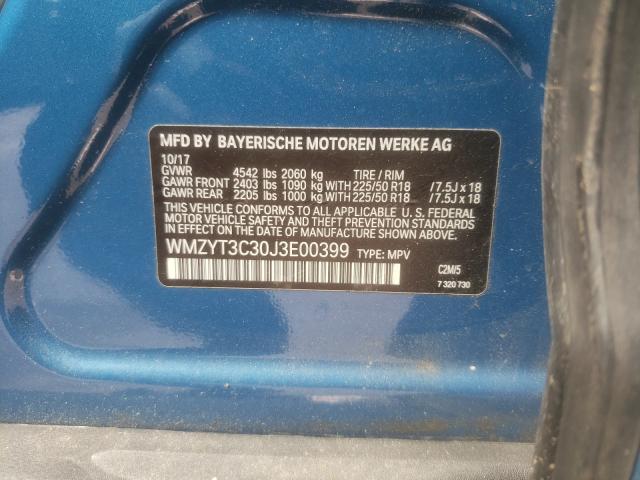 MFD BY BAYERISCHE MOTOREN WERKE AG
10/17
GVWR 4542 lbs 2060 kg TIRE / RIM
GAWR FRONT 2403 lbs 1090 kg WITH 225/50 R18 /7.5J x 18
GAWR REAR 2205 lbs 1000 kg WITH 225/50 R18 /7.5J x 18
THIS VEHICLE CONFORMS TO ALL APPLICABLE U. S. FEDERAL
MOTOR VEHICLE SAFETY, BUMPER, AND THEFT PREVENTION
STANDARDS IN EFFECT ON THE DATE OF MANUFACTURE SHOWN ABOVE.
WMZYT3C30J3E00399 TYPE: MPV
C2M/5
7 320 730